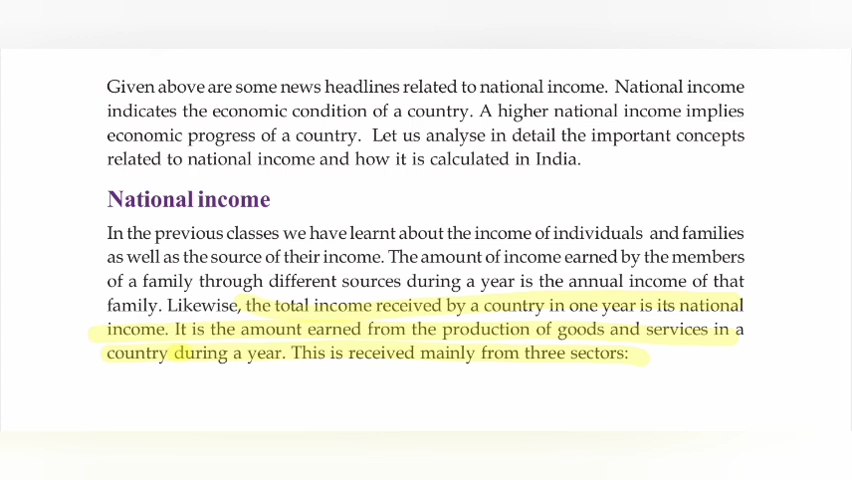 Given above are some news headlines related to national income. National income
indicates the economic condition of a country. A higher national income implies
economic progress of a country. Let us analyse in detail the important concepts
related to national income and how it is calculated in India.
National income
In the previous classes we have learnt about the income of individuals and families
as well as the source of their income. The amount of income earned by the members
of a family through different sources during a year is the annual income of that
family. Likewise, the total income received by a country in one year is its national
income. It is the amount earned from the production of goods and services in a
country during a year. This is received mainly from three sectors: